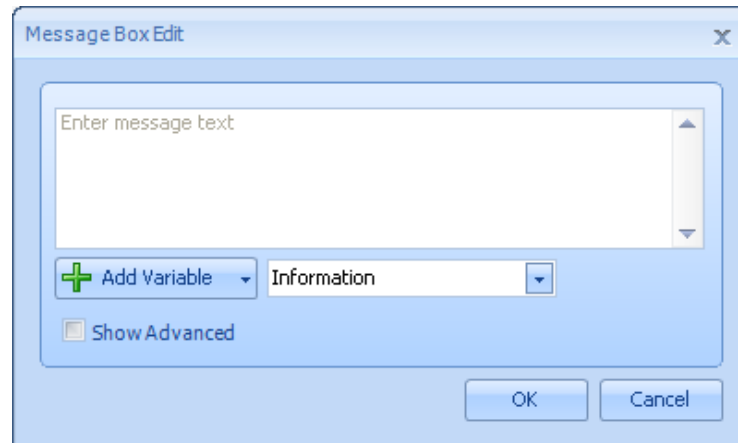 Message Box Edit
Enter message text
Add Variable
Information
Show Advanced
OK
Cancel